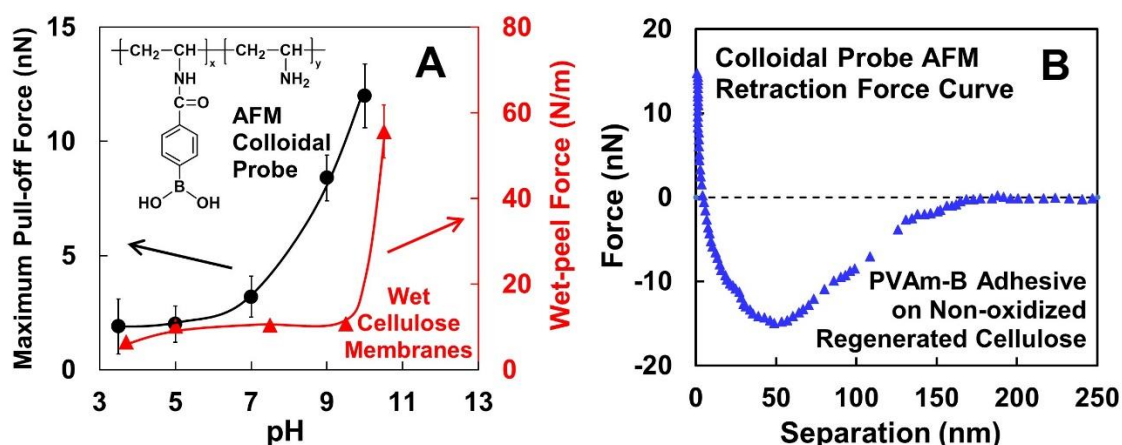 15
10
5
0
Maximum Pull-off Force (nN)
CH₂ CH x CH₂ CH y
NH NH₂
C=O
B
HO OH
AFM
Colloidal
Probe
A
Wet
Cellulose
Membranes
3 5 7 9 11 13
pH
80
60
40
20
0
Wet-peel Force (N/m)
20
10
0
-10
-20
Force (nN)
Colloidal Probe AFM
Retraction Force Curve
B
PVAm-B Adhesive
on Non-oxidized
Regenerated Cellulose
0 50 100 150 200 250
Separation (nm)